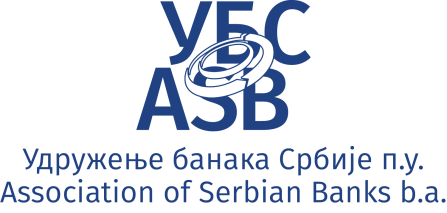 УБС
ASB
Удружење банака Србије п.у.
Association of Serbian Banks b.a.